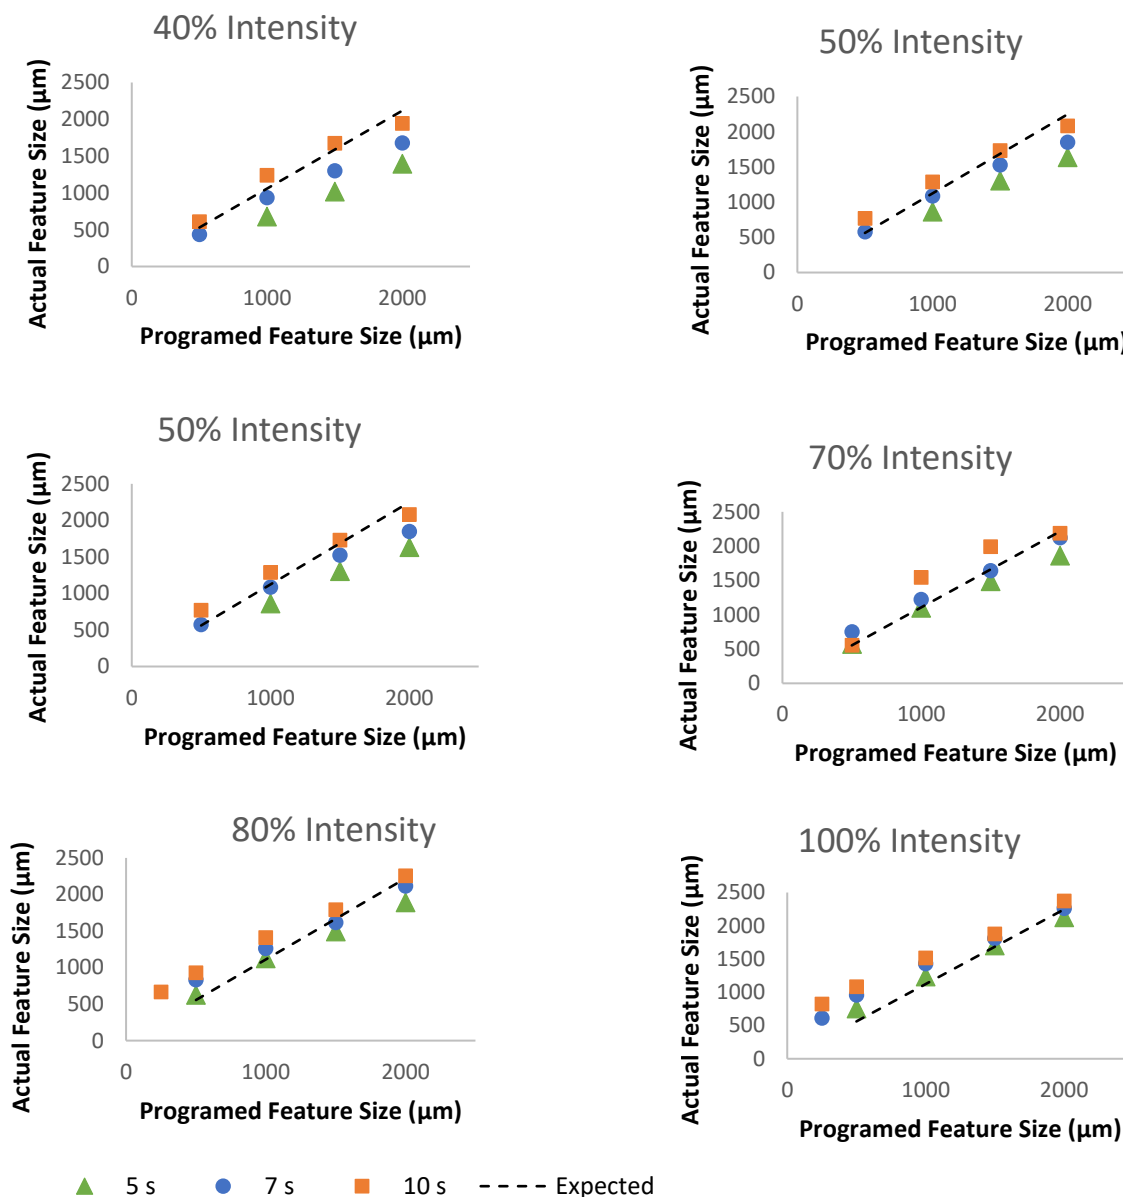 40% Intensity
Actual Feature Size (µm)
2500
2000
1500
1000
500
0
0 1000 2000
Programed Feature Size (µm)
50% Intensity
Actual Feature Size (µm)
2500
2000
1500
1000
500
0
0 1000 2000
Programed Feature Size (µm)
50% Intensity
Actual Feature Size (µm)
2500
2000
1500
1000
500
0
0 1000 2000
Programed Feature Size (µm)
70% Intensity
Actual Feature Size (µm)
2500
2000
1500
1000
500
0
0 1000 2000
Programed Feature Size (µm)
80% Intensity
Actual Feature Size (µm)
2500
2000
1500
1000
500
0
0 1000 2000
Programed Feature Size (µm)
100% Intensity
Actual Feature Size (µm)
2500
2000
1500
1000
500
0
0 1000 2000
Programed Feature Size (µm)
5 s 7 s 10 s Expected